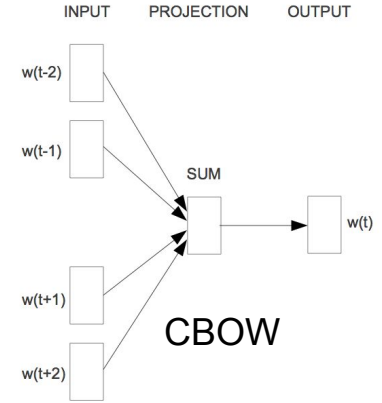 INPUT PROJECTION OUTPUT
w(t-2)
w(t-1)
SUM
w(t)
w(t+1)
CBOW
w(t+2)